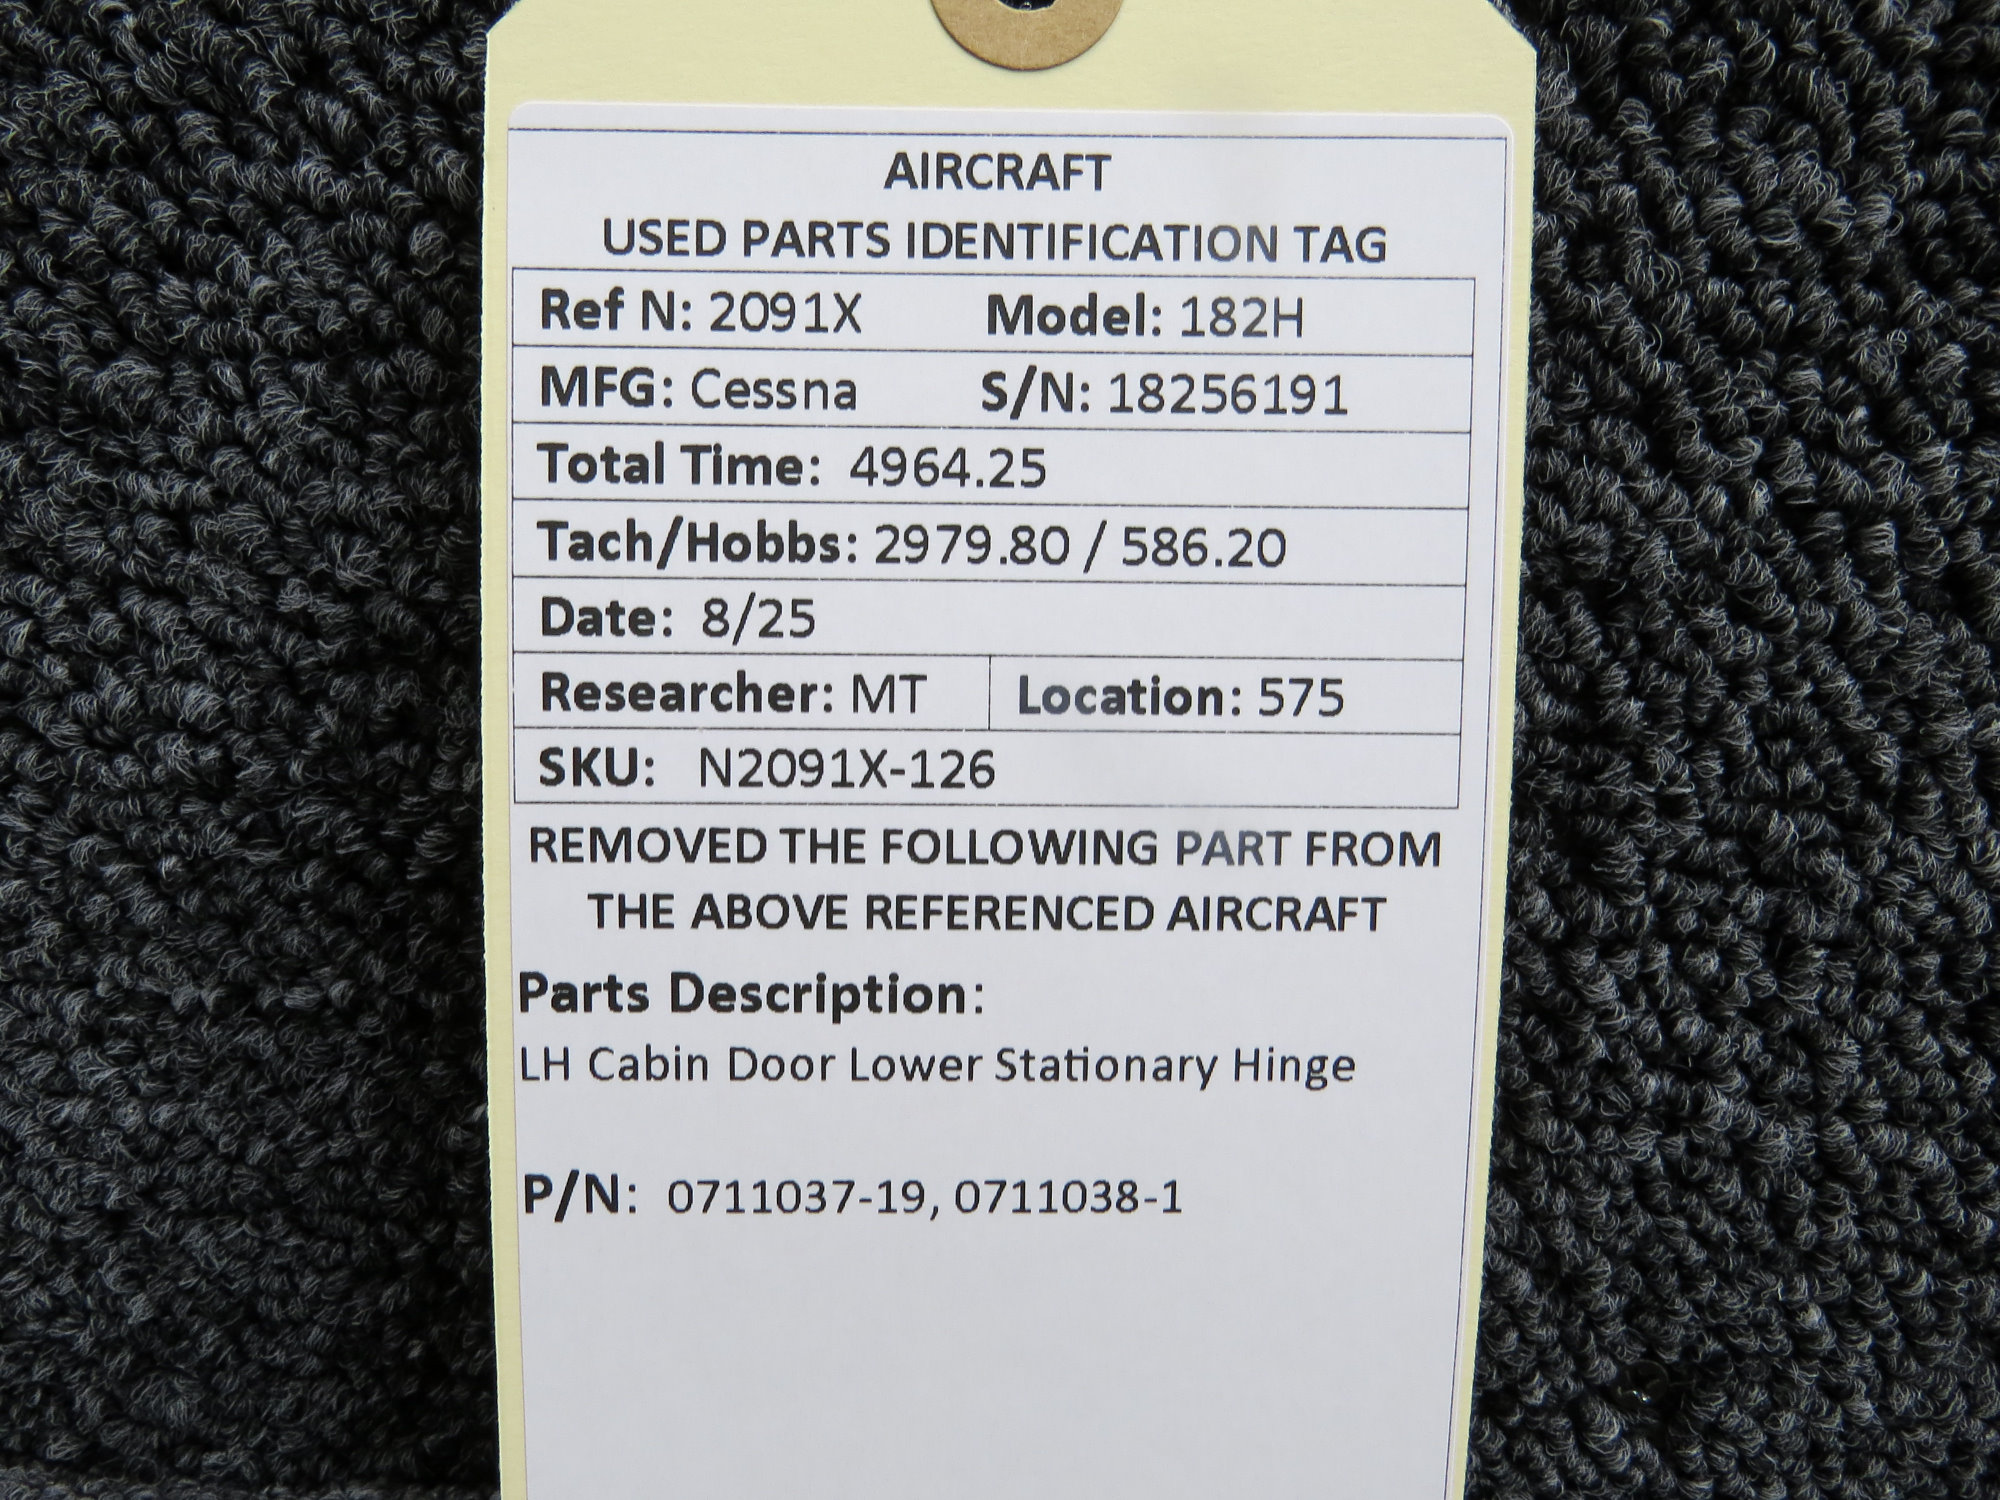 AIRCRAFT
USED PARTS IDENTIFICATION TAG
Ref N: 2091X Model: 182H
MFG: Cessna S/N: 18256191
Total Time: 4964.25
Tach/Hobbs: 2979.80 / 586.20
Date: 8/25
Researcher: MT Location: 575
SKU: N2091X-126
REMOVED THE FOLLOWING PART FROM
THE ABOVE REFERENCED AIRCRAFT
Parts Description:
LH Cabin Door Lower Stationary Hinge
P/N: 0711037-19, 0711038-1